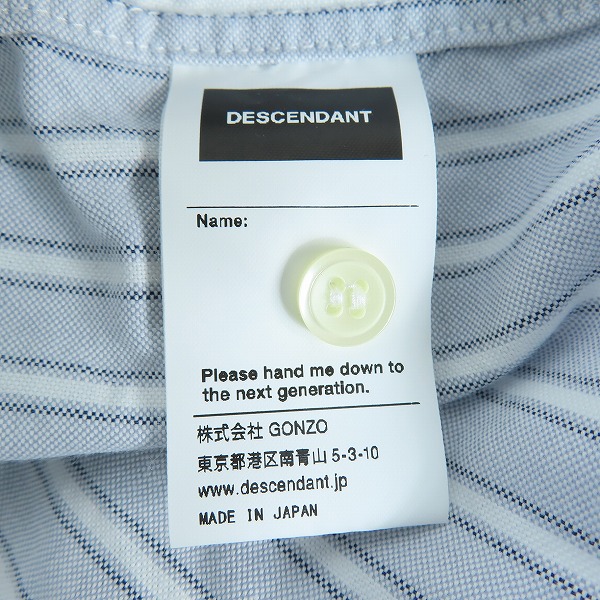 DESCENDANT
Name:
Please hand me down to
the next generation.
株式会社 GONZO
東京都港区南青山 5-3-10
www.descendant.jp
MADE IN JAPAN